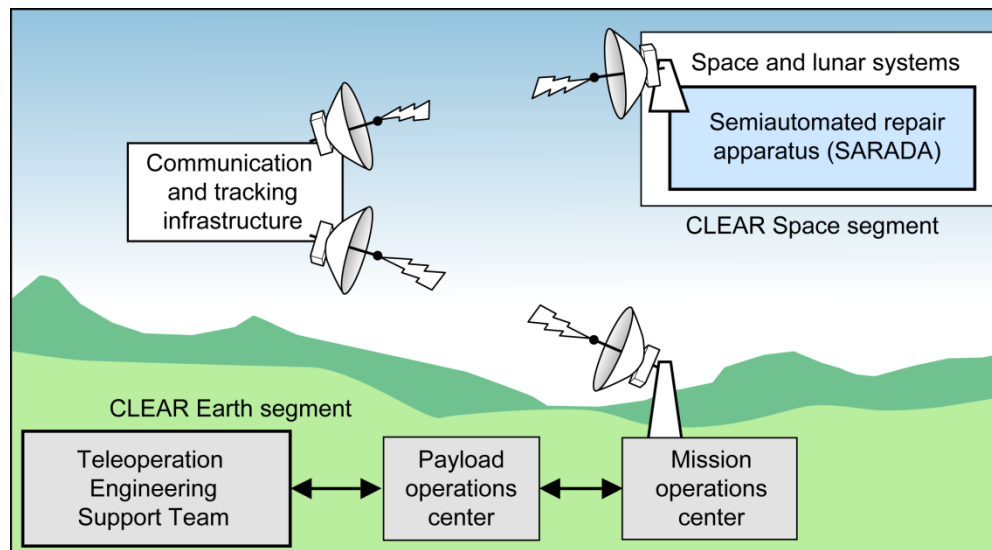 Space and lunar systems
Semiautomated repair
apparatus (SARADA)
CLEAR Space segment
Communication
and tracking
infrastructure
CLEAR Earth segment
Teleoperation
Engineering
Support Team
Payload
operations
center
Mission
operations
center